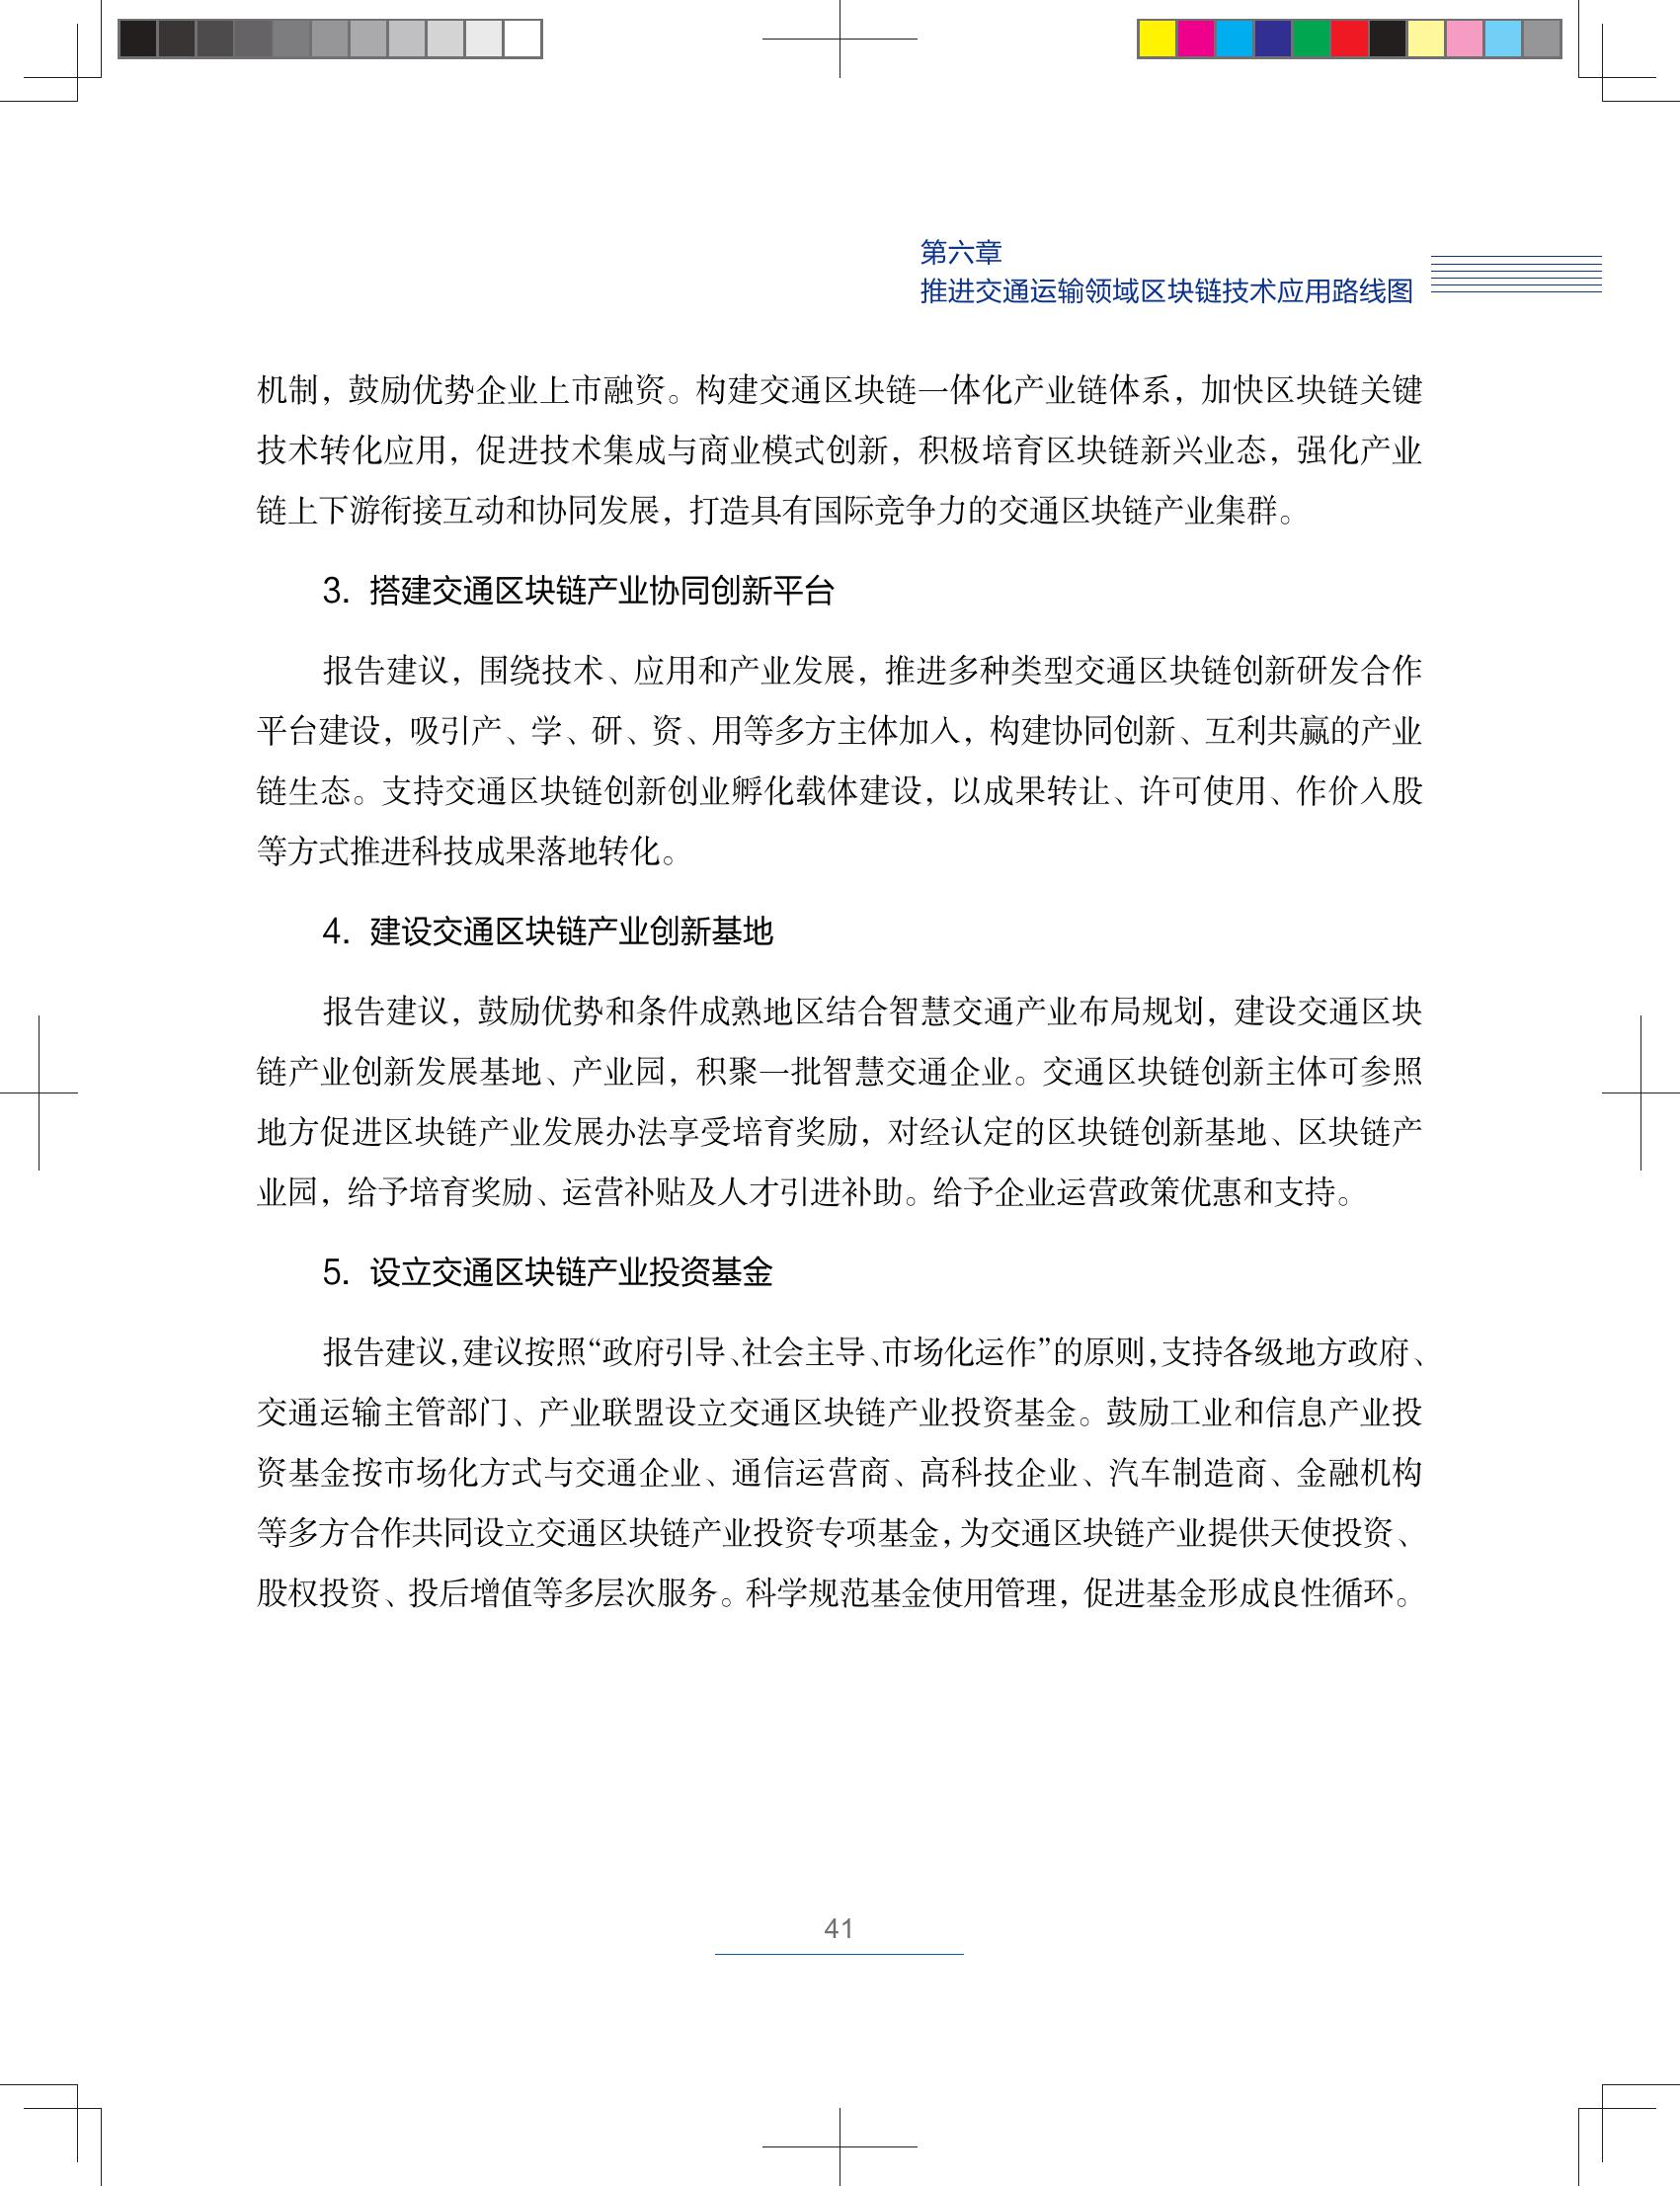 第六章
推进交通运输领域区块链技术应用路线图
机制，鼓励优势企业上市融资。构建交通区块链一体化产业链体系，加快区块链关键
技术转化应用，促进技术集成与商业模式创新，积极培育区块链新兴业态，强化产业
链上下游衔接互动和协同发展，打造具有国际竞争力的交通区块链产业集群。
3. 搭建交通区块链产业协同创新平台
报告建议，围绕技术、应用和产业发展，推进多种类型交通区块链创新研发合作
平台建设，吸引产、学、研、资、用等多方主体加入，构建协同创新、互利共赢的产业
链生态。支持交通区块链创新创业孵化载体建设，以成果转让、许可使用、作价入股
等方式推进科技成果落地转化。
4. 建设交通区块链产业创新基地
报告建议，鼓励优势和条件成熟地区结合智慧交通产业布局规划，建设交通区块
链产业创新发展基地、产业园，积聚一批智慧交通企业。交通区块链创新主体可参照
地方促进区块链产业发展办法享受培育奖励，对经认定的区块链创新基地、区块链产
业园，给予培育奖励、运营补贴及人才引进补助。给予企业运营政策优惠和支持。
5. 设立交通区块链产业投资基金
报告建议，建议按照“政府引导、社会主导、市场化运作”的原则，支持各级地方政府、
交通运输主管部门、产业联盟设立交通区块链产业投资基金。鼓励工业和信息产业投
资基金按市场化方式与交通企业、通信运营商、高科技企业、汽车制造商、金融机构
等多方合作共同设立交通区块链产业投资专项基金，为交通区块链产业提供天使投资、
股权投资、投后增值等多层次服务。科学规范基金使用管理，促进基金形成良性循环。
41